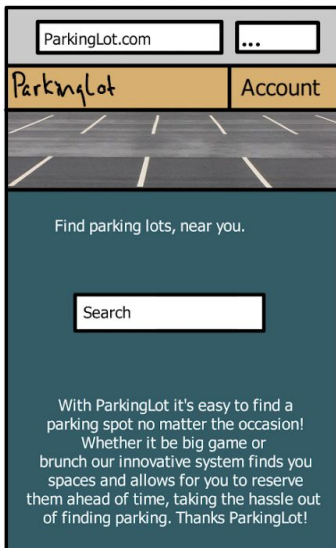 ParkingLot.com
...
ParkingLot
Account
Find parking lots, near you.
Search
With ParkingLot it's easy to find a
parking spot no matter the occasion!
Whether it be big game or
brunch our innovative system finds you
spaces and allows for you to reserve
them ahead of time, taking the hassle out
of finding parking. Thanks ParkingLot!